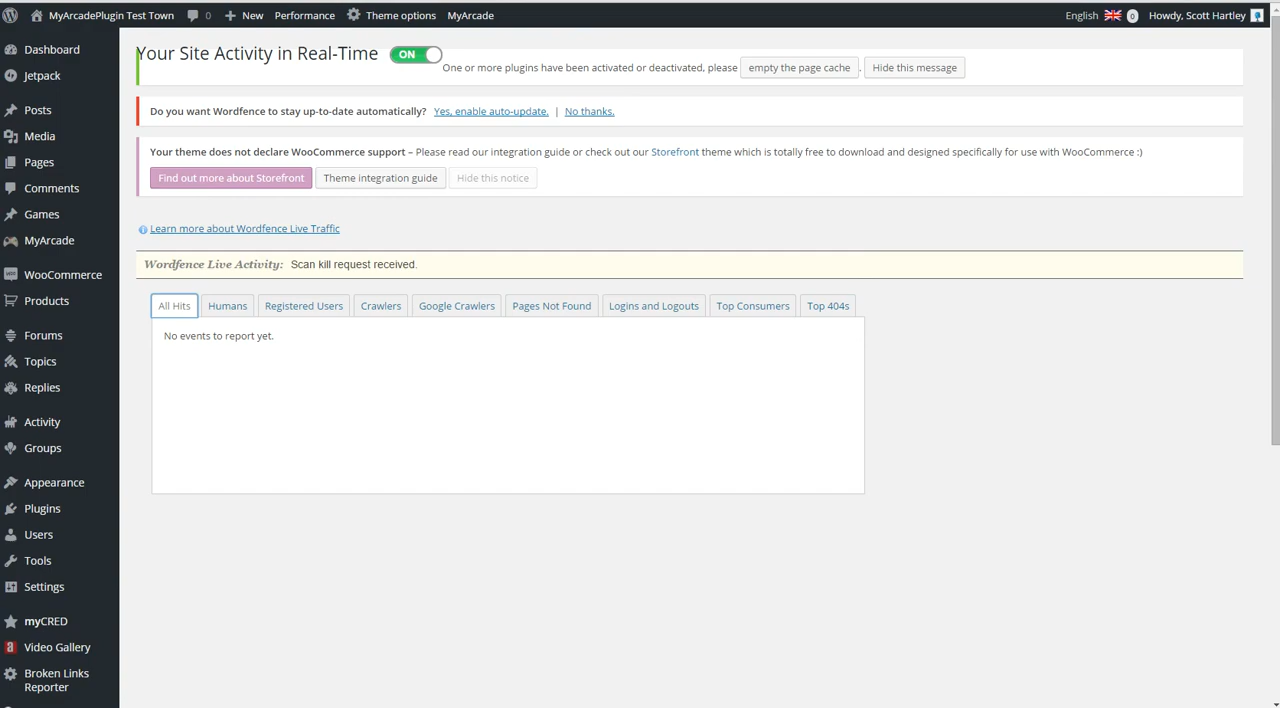 MyArcadePlugin Test Town 0 New Performance Theme options MyArcade English 0 Howdy, Scott Hartley
Dashboard
Jetpack
Posts
Media
Pages
Comments
Games
MyArcade
WooCommerce
Products
Forums
Topics
Replies
Activity
Groups
Appearance
Plugins
Users
Tools
Settings
myCRED
Video Gallery
Broken Links
Reporter
Your Site Activity in Real-Time ON
One or more plugins have been activated or deactivated, please empty the page cache. Hide this message
Do you want Wordfence to stay up-to-date automatically? Yes, enable auto-update. | No thanks.
Your theme does not declare WooCommerce support – Please read our integration guide or check out our Storefront theme which is totally free to download and designed specifically for use with WooCommerce :)
Find out more about Storefront Theme integration guide Hide this notice
Learn more about Wordfence Live Traffic
Wordfence Live Activity: Scan kill request received.
All Hits Humans Registered Users Crawlers Google Crawlers Pages Not Found Logins and Logouts Top Consumers Top 404s
No events to report yet.